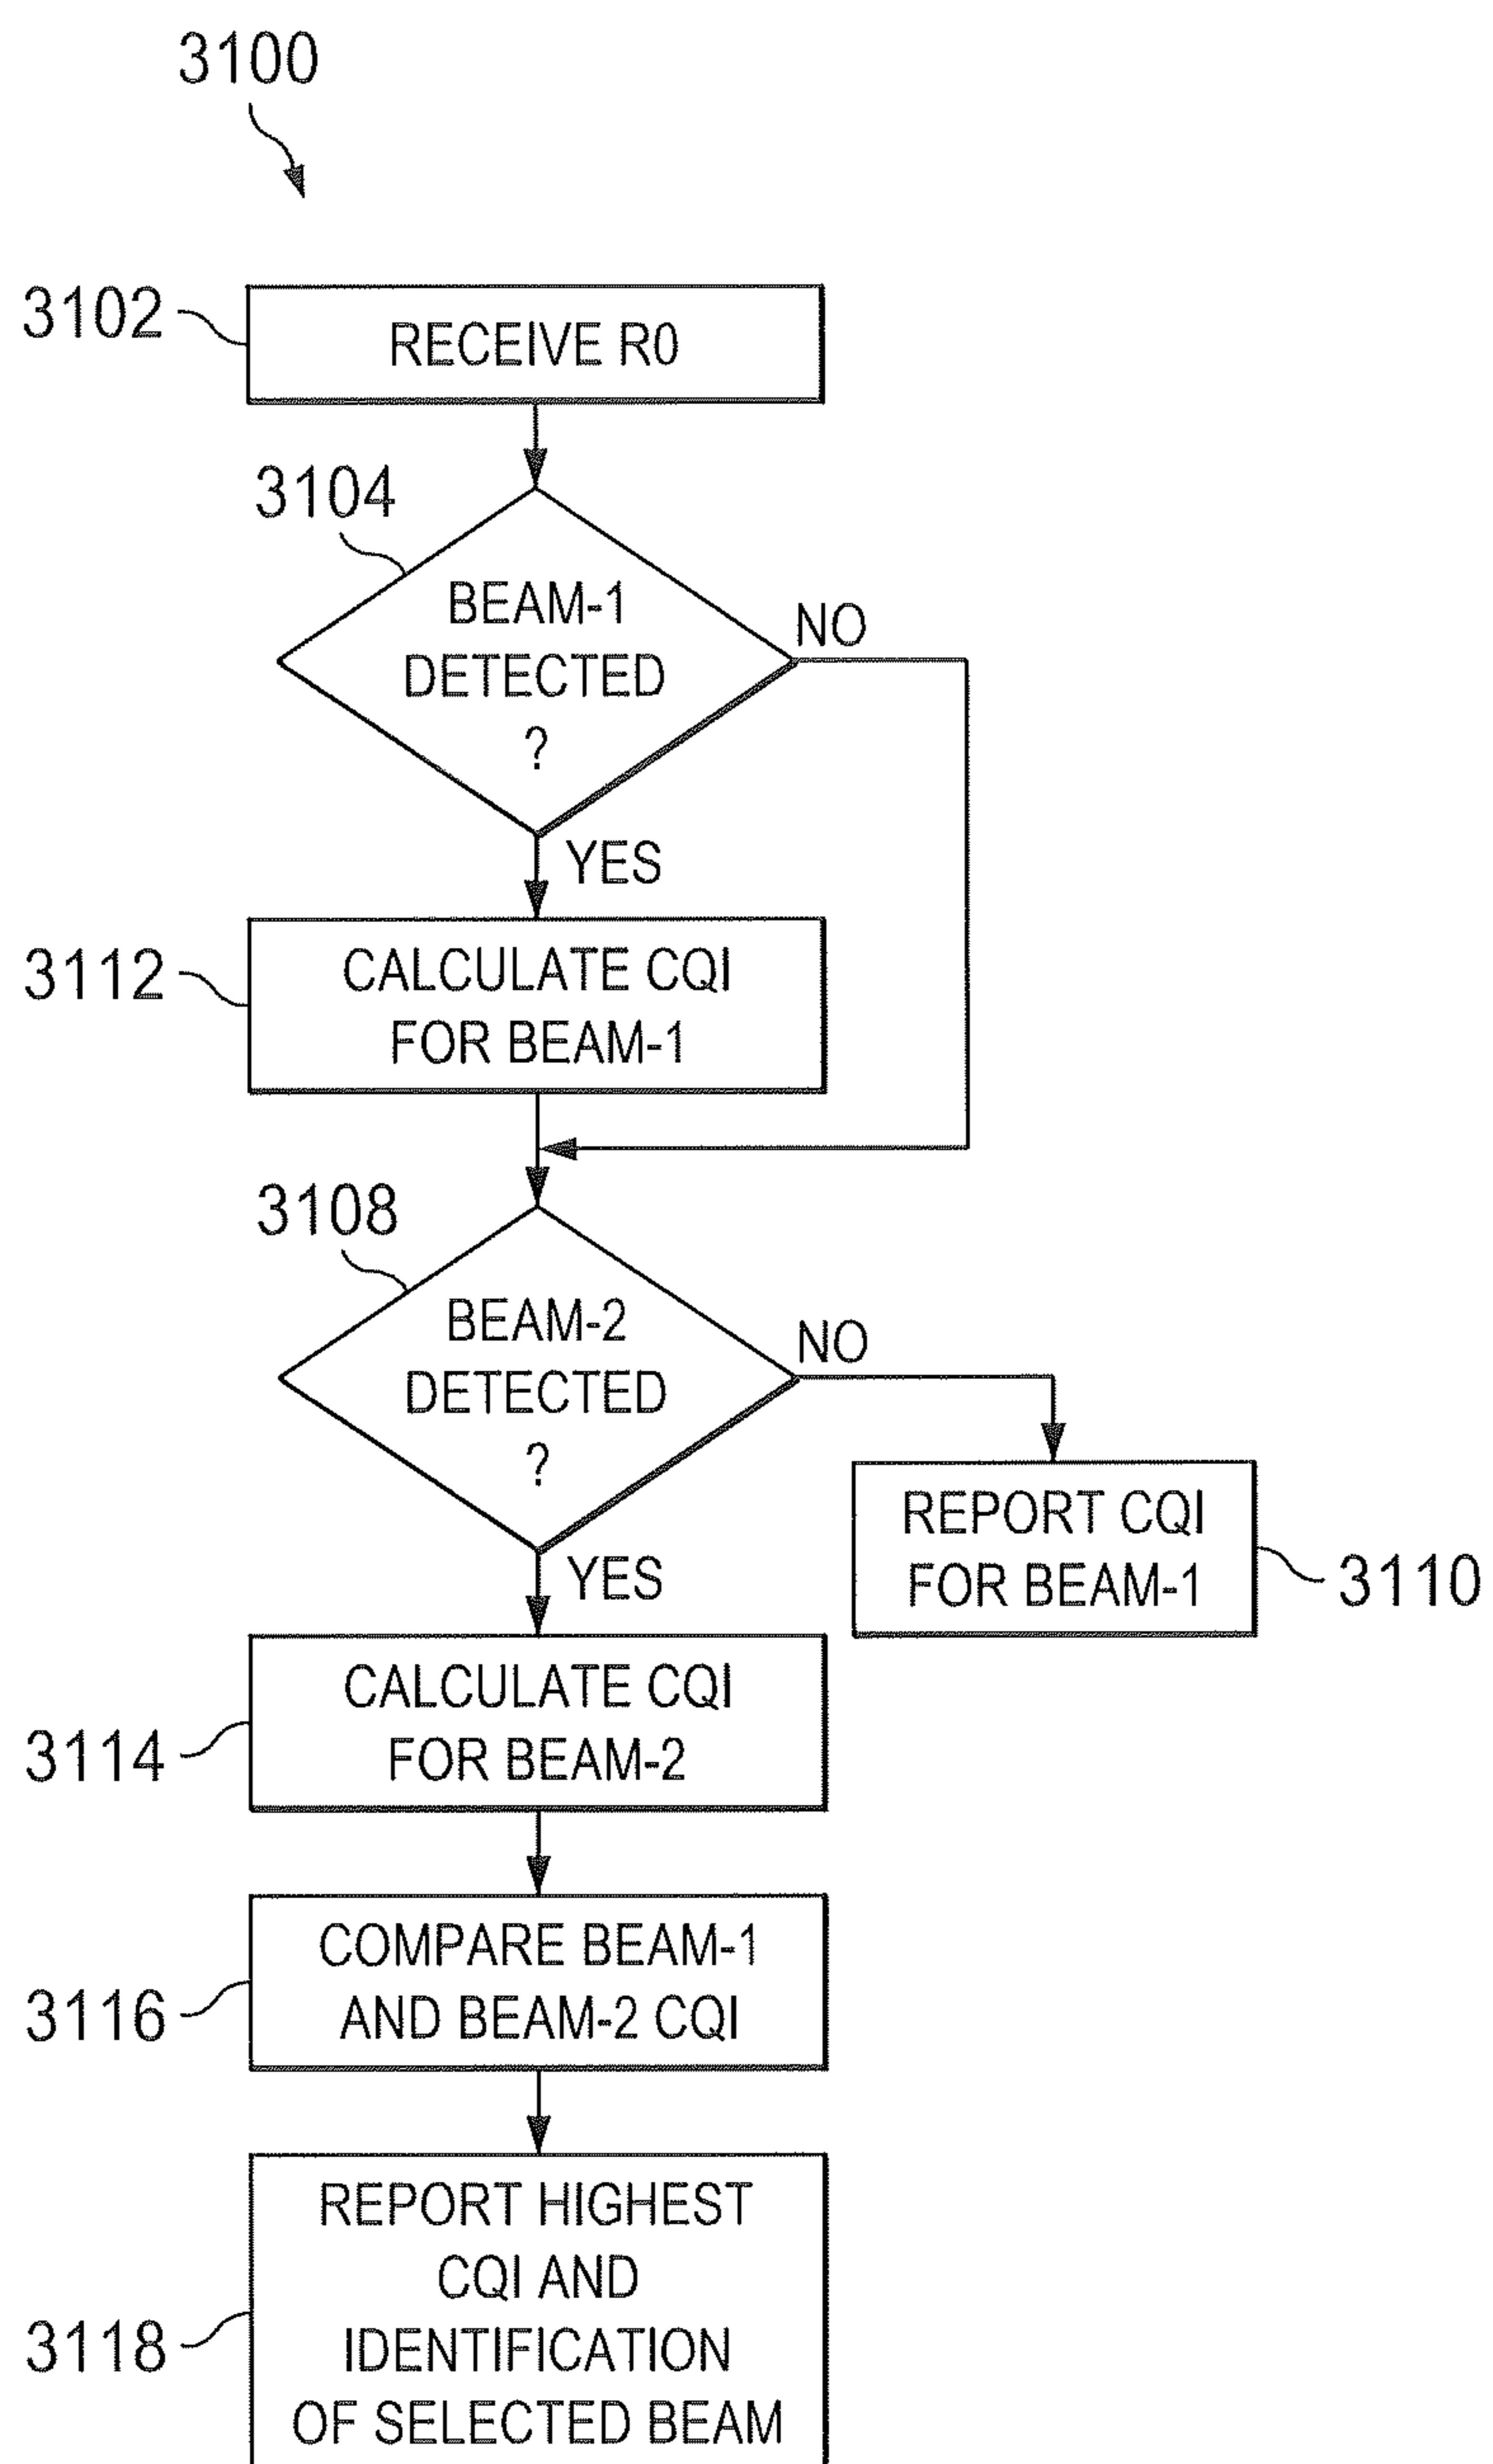 3100
3102
RECEIVE R0
3104
BEAM-1
DETECTED
?
NO
YES
3112
CALCULATE CQI
FOR BEAM-1
3108
BEAM-2
DETECTED
?
NO
REPORT CQI
FOR BEAM-1
3110
YES
3114
CALCULATE CQI
FOR BEAM-2
3116
COMPARE BEAM-1
AND BEAM-2 CQI
3118
REPORT HIGHEST
CQI AND
IDENTIFICATION
OF SELECTED BEAM